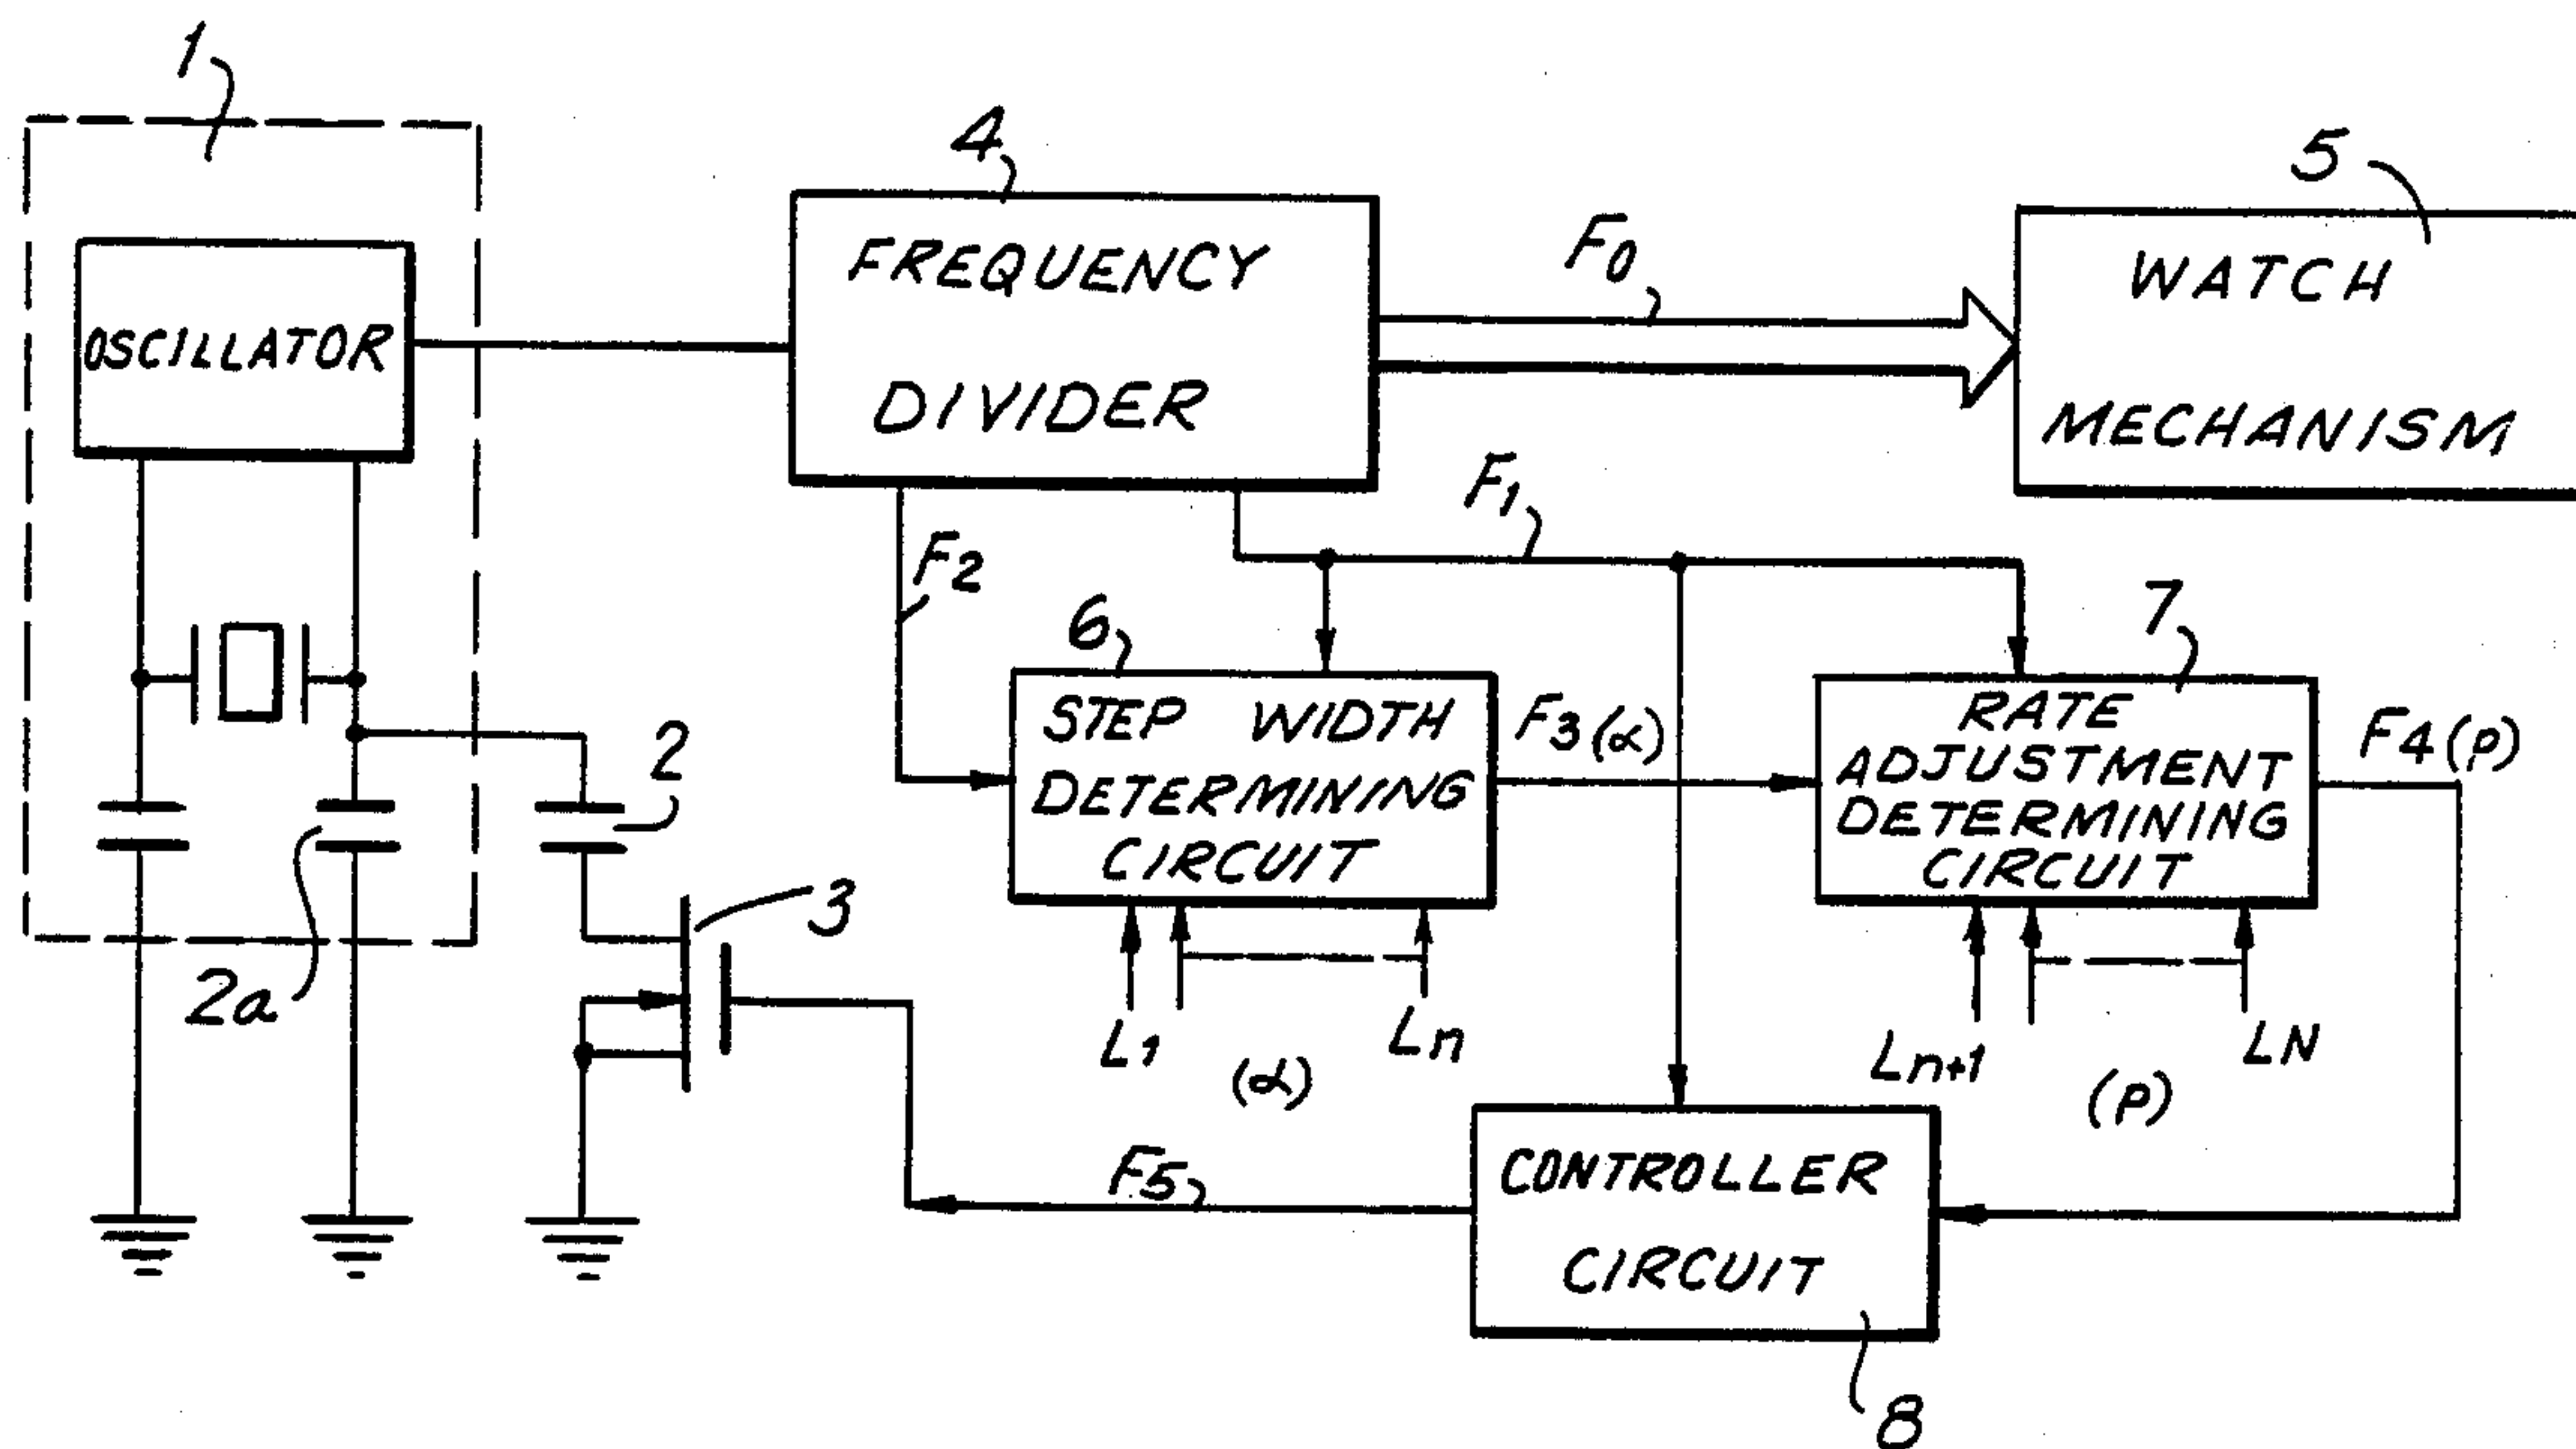 1
4
5
FREQUENCY
DIVIDER
F0
WATCH
MECHANISM
OSCILLATOR
F1
F2
6
7
STEP WIDTH
DETERMINING
CIRCUIT
F3(α)
RATE
ADJUSTMENT
DETERMINING
CIRCUIT
F4(P)
2
3
2a
L1
(α)
Ln
Ln+1
(P)
LN
F5
CONTROLLER
CIRCUIT
8